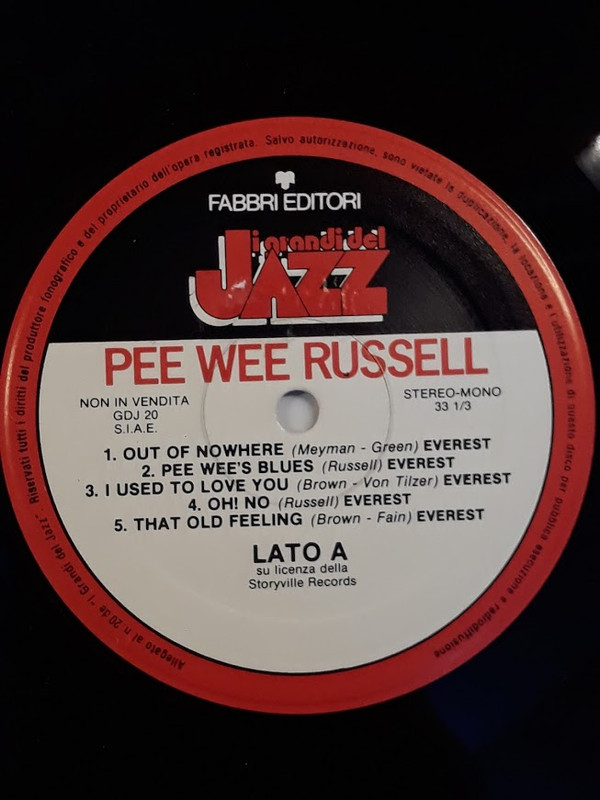 Riservati tutti i diritti del produttore fonografico e del proprietario dell'opera registrata. Salvo autorizzazione, sono vietate la duplicazione, la locazione e l'utilizzazione di questo disco per pubblica esecuzione e radiodiffusione
FABBRI EDITORI
i grandi del
JAZZ
PEE WEE RUSSELL
NON IN VENDITA
GDJ 20
S.I.A.E.
STEREO-MONO
33 1/3
1. OUT OF NOWHERE (Meyman - Green) EVEREST
2. PEE WEE'S BLUES (Russell) EVEREST
3. I USED TO LOVE YOU (Brown - Von Tilzer) EVEREST
4. OH! NO (Russell) EVEREST
5. THAT OLD FEELING (Brown - Fain) EVEREST
LATO A
su licenza della
Storyville Records
Allegato al n. 20 de "I Grandi del Jazz"